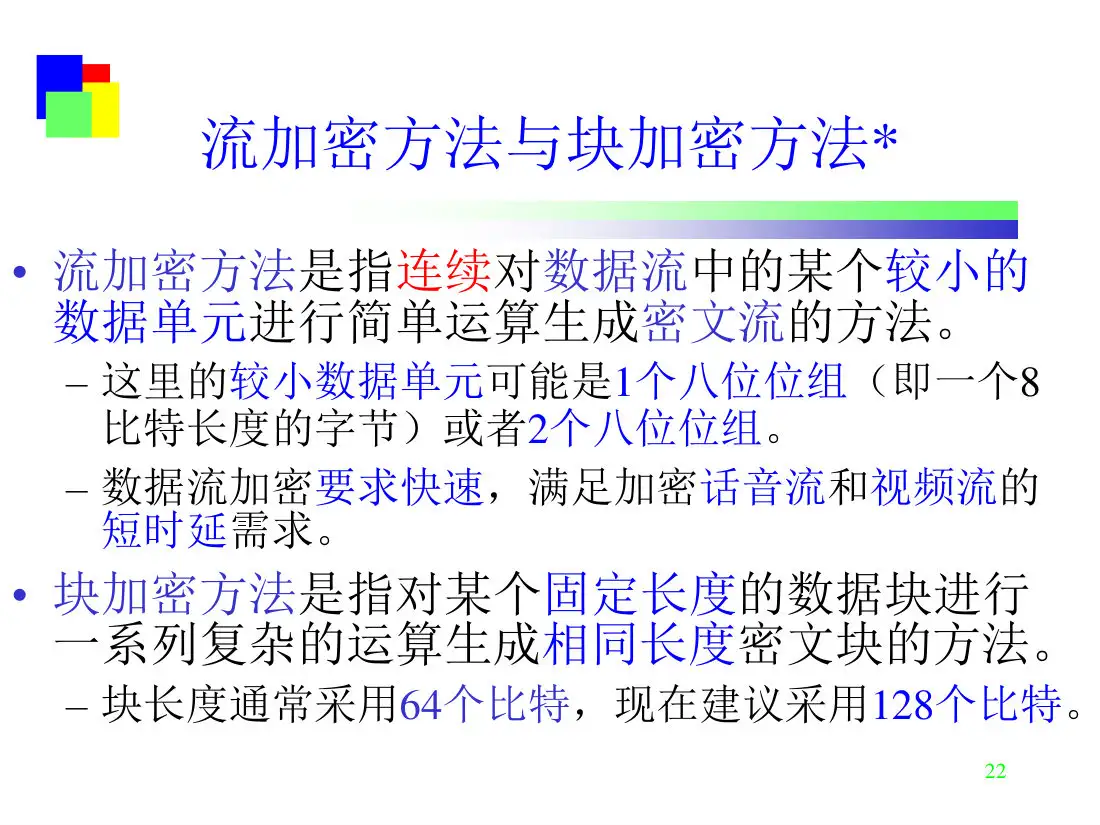 流加密方法与块加密方法*
• 流加密方法是指连续对数据流中的某个较小的
数据单元进行简单运算生成密文流的方法。
– 这里的较小数据单元可能是1个八位位组（即一个8
比特长度的字节）或者2个八位位组。
– 数据流加密要求快速，满足加密话音流和视频流的
短时延需求。
• 块加密方法是指对某个固定长度的数据块进行
一系列复杂的运算生成相同长度密文块的方法。
– 块长度通常采用64个比特，现在建议采用128个比特。
22